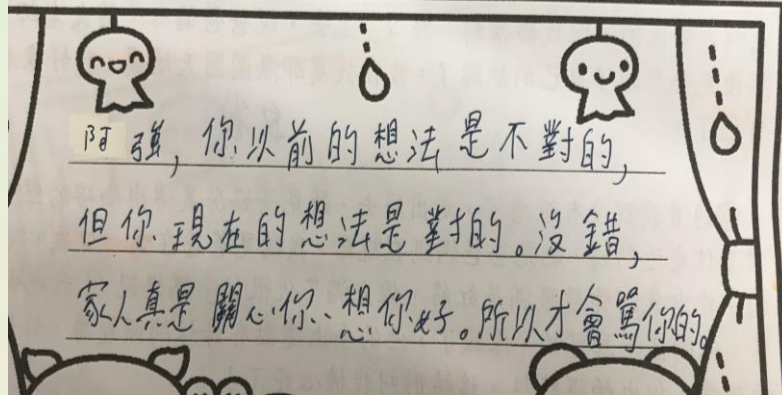 阿強，你以前的想法是不對的，
但你現在的想法是對的。沒錯，
家人真是關心你、想你好。所以才會罵你的。